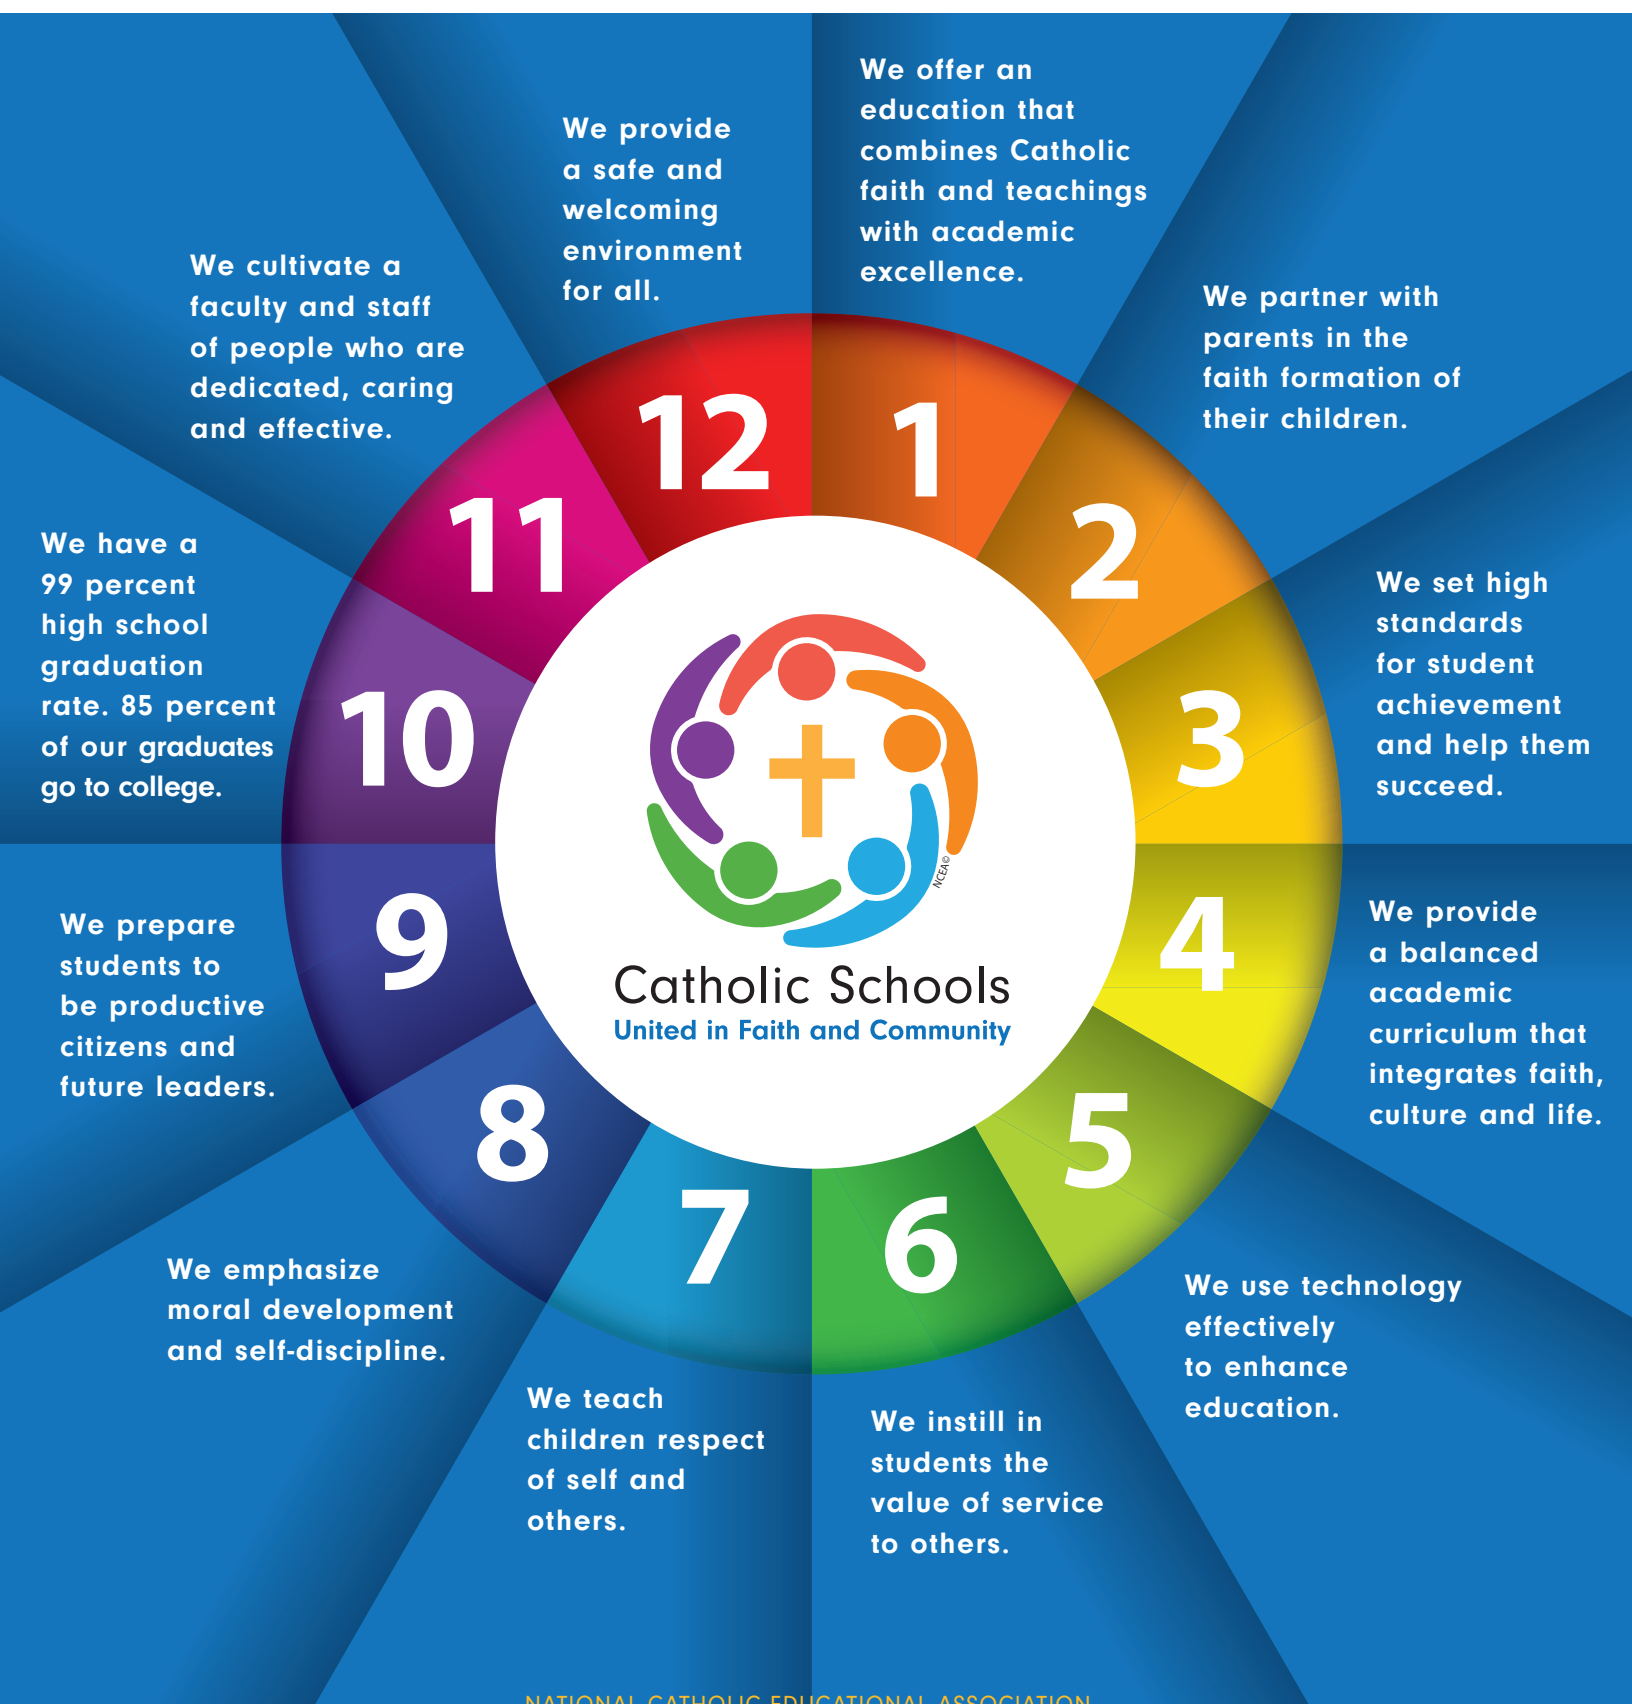 1
We offer an
education that
combines Catholic
faith and teachings
with academic
excellence.
2
We partner with
parents in the
faith formation of
their children.
3
We set high
standards
for student
achievement
and help them
succeed.
4
We provide
a balanced
academic
curriculum that
integrates faith,
culture and life.
5
We use technology
effectively
to enhance
education.
6
We instill in
students the
value of service
to others.
7
We teach
children respect
of self and
others.
8
We emphasize
moral development
and self-discipline.
9
We prepare
students to
be productive
citizens and
future leaders.
10
We have a
99 percent
high school
graduation
rate. 85 percent
of our graduates
go to college.
11
We cultivate a
faculty and staff
of people who are
dedicated, caring
and effective.
12
We provide
a safe and
welcoming
environment
for all.
NCEA©
Catholic Schools
United in Faith and Community
NATIONAL CATHOLIC EDUCATIONAL ASSOCIATION